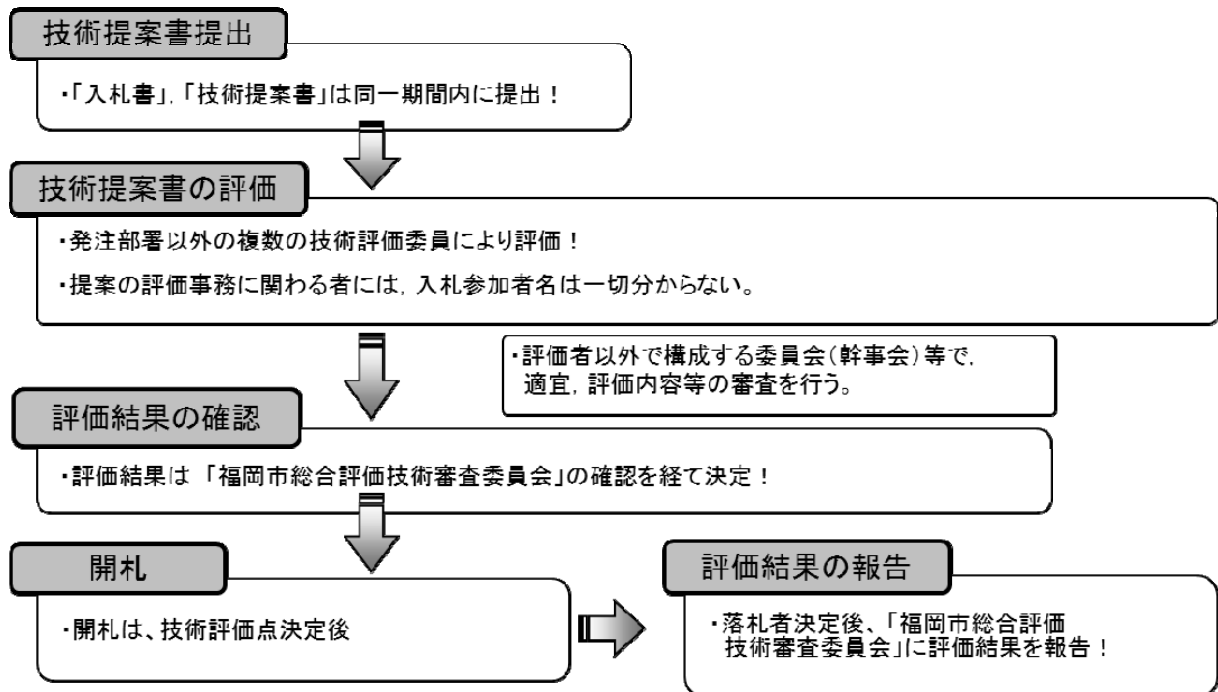 技術提案書提出
・「入札書」，「技術提案書」は同一期間内に提出！
技術提案書の評価
・発注部署以外の複数の技術評価委員により評価！
・提案の評価事務に関わる者には，入札参加者名は一切分からない。
・評価者以外で構成する委員会（幹事会）等で，
適宜，評価内容等の審査を行う。
評価結果の確認
・評価結果は「福岡市総合評価技術審査委員会」の確認を経て決定！
開札
・開札は、技術評価点決定後
評価結果の報告
・落札者決定後、「福岡市総合評価
技術審査委員会」に評価結果を報告！